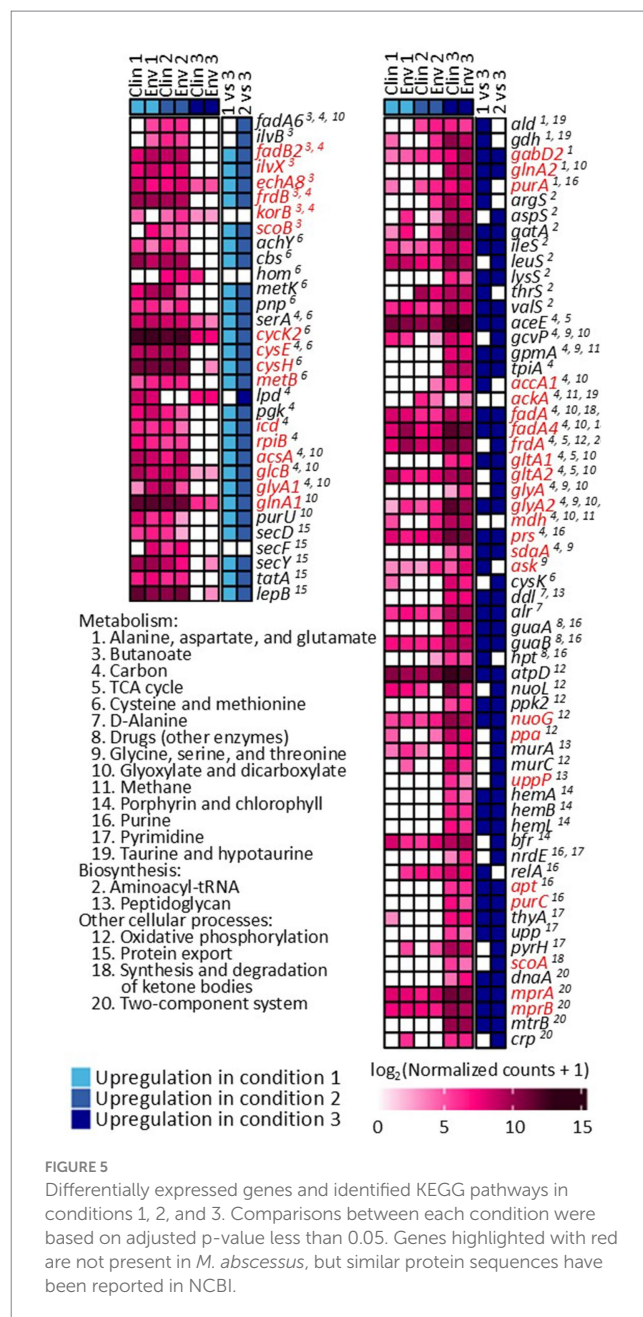 Clin 1
Env 1
Clin 2
Env 2
Clin 3
Env 3
1 vs 3
2 vs 3
fadA6 3, 4, 10
ilvB 3
fadB2 3, 4
ilvX 3
echA8 3
frdB 3, 4
korB 3, 4
scoB 3
achY 6
cbs 6
hom 6
metK 6
pnp 6
serA 4, 6
cycK2 6
cysE 4, 6
cysH 6
metB 6
lpd 4
pgk 4
icd 4
rpiB 4
acsA 4, 10
glcB 4, 10
glyA1 4, 10
glnA1 10
purU 10
secD 15
secF 15
secY 15
tatA 15
lepB 15
Metabolism:
1. Alanine, aspartate, and glutamate
3. Butanoate
4. Carbon
5. TCA cycle
6. Cysteine and methionine
7. D-Alanine
8. Drugs (other enzymes)
9. Glycine, serine, and threonine
10. Glyoxylate and dicarboxylate
11. Methane
14. Porphyrin and chlorophyll
16. Purine
17. Pyrimidine
19. Taurine and hypotaurine
Biosynthesis:
2. Aminoacyl-tRNA
13. Peptidoglycan
Other cellular processes:
12. Oxidative phosphorylation
15. Protein export
18. Synthesis and degradation
of ketone bodies
20. Two-component system
Clin 1
Env 1
Clin 2
Env 2
Clin 3
Env 3
1 vs 3
2 vs 3
ald 1, 19
gdh 1, 19
gabD2 1
glnA2 1, 10
purA 1, 16
argS 2
aspS 2
gatA 2
ileS 2
leuS 2
lysS 2
thrS 2
valS 2
aceE 4, 5
gcvP 4, 9, 10
gpmA 4, 9, 11
tpiA 4
accA1 4, 10
ackA 4, 11, 19
fadA 4, 10, 18,
fadA4 4, 10, 1
frdA 4, 5, 12, 2
gltA1 4, 5, 10
gltA2 4, 5, 10
glyA 4, 9, 10
glyA2 4, 9, 10,
mdh 4, 10, 11
prs 4, 16
sdaA 4, 9
ask 9
cysK 6
ddl 7, 13
alr 7
guaA 8, 16
guaB 8, 16
hpt 8, 16
atpD 12
nuoL 12
ppk2 12
nuoG 12
ppa 12
murA 13
murC 12
uppP 13
hemA 14
hemB 14
hemL 14
bfr 14
nrdE 16, 17
relA 16
apt 16
purC 16
thyA 17
upp 17
pyrH 17
scoA 18
dnaA 20
mprA 20
mprB 20
mtrB 20
crp 20
Upregulation in condition 1
Upregulation in condition 2
Upregulation in condition 3
log2(Normalized counts + 1)
0 5 10 15
FIGURE 5
Differentially expressed genes and identified KEGG pathways in
conditions 1, 2, and 3. Comparisons between each condition were
based on adjusted p-value less than 0.05. Genes highlighted with red
are not present in M. abscessus, but similar protein sequences have
been reported in NCBI.